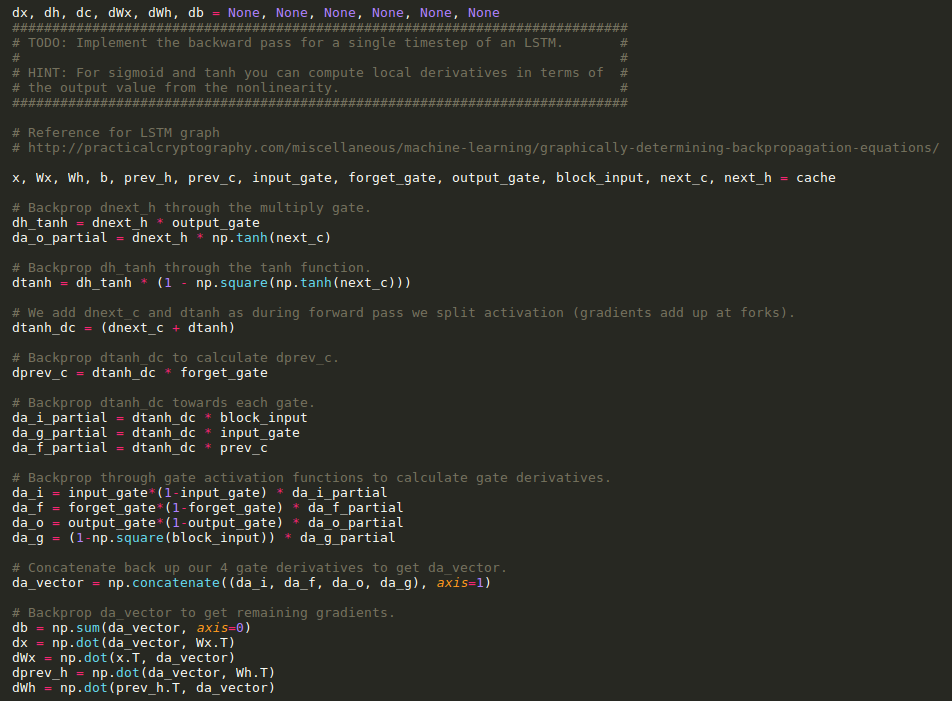 dx, dh, dc, dWx, dWh, db = None, None, None, None, None, None
#############################################################################
# TODO: Implement the backward pass for a single timestep of an LSTM.       #
#                                                                           #
# HINT: For sigmoid and tanh you can compute local derivatives in terms of  #
# the output value from the nonlinearity.                                   #
#############################################################################

# Reference for LSTM graph
# http://practicalcryptography.com/miscellaneous/machine-learning/graphically-determining-backpropagation-equations/

x, Wx, Wh, b, prev_h, prev_c, input_gate, forget_gate, output_gate, block_input, next_c, next_h = cache

# Backprop dnext_h through the multiply gate.
dh_tanh = dnext_h * output_gate
da_o_partial = dnext_h * np.tanh(next_c)

# Backprop dh_tanh through the tanh function.
dtanh = dh_tanh * (1 - np.square(np.tanh(next_c)))

# We add dnext_c and dtanh as during forward pass we split activation (gradients add up at forks).
dtanh_dc = (dnext_c + dtanh)

# Backprop dtanh_dc to calculate dprev_c.
dprev_c = dtanh_dc * forget_gate

# Backprop dtanh_dc towards each gate.
da_i_partial = dtanh_dc * block_input
da_g_partial = dtanh_dc * input_gate
da_f_partial = dtanh_dc * prev_c

# Backprop through gate activation functions to calculate gate derivatives.
da_i = input_gate*(1-input_gate) * da_i_partial
da_f = forget_gate*(1-forget_gate) * da_f_partial
da_o = output_gate*(1-output_gate) * da_o_partial
da_g = (1-np.square(block_input)) * da_g_partial

# Concatenate back up our 4 gate derivatives to get da_vector.
da_vector = np.concatenate((da_i, da_f, da_o, da_g), axis=1)

# Backprop da_vector to get remaining gradients.
db = np.sum(da_vector, axis=0)
dx = np.dot(da_vector, Wx.T)
dWx = np.dot(x.T, da_vector)
dprev_h = np.dot(da_vector, Wh.T)
dWh = np.dot(prev_h.T, da_vector)